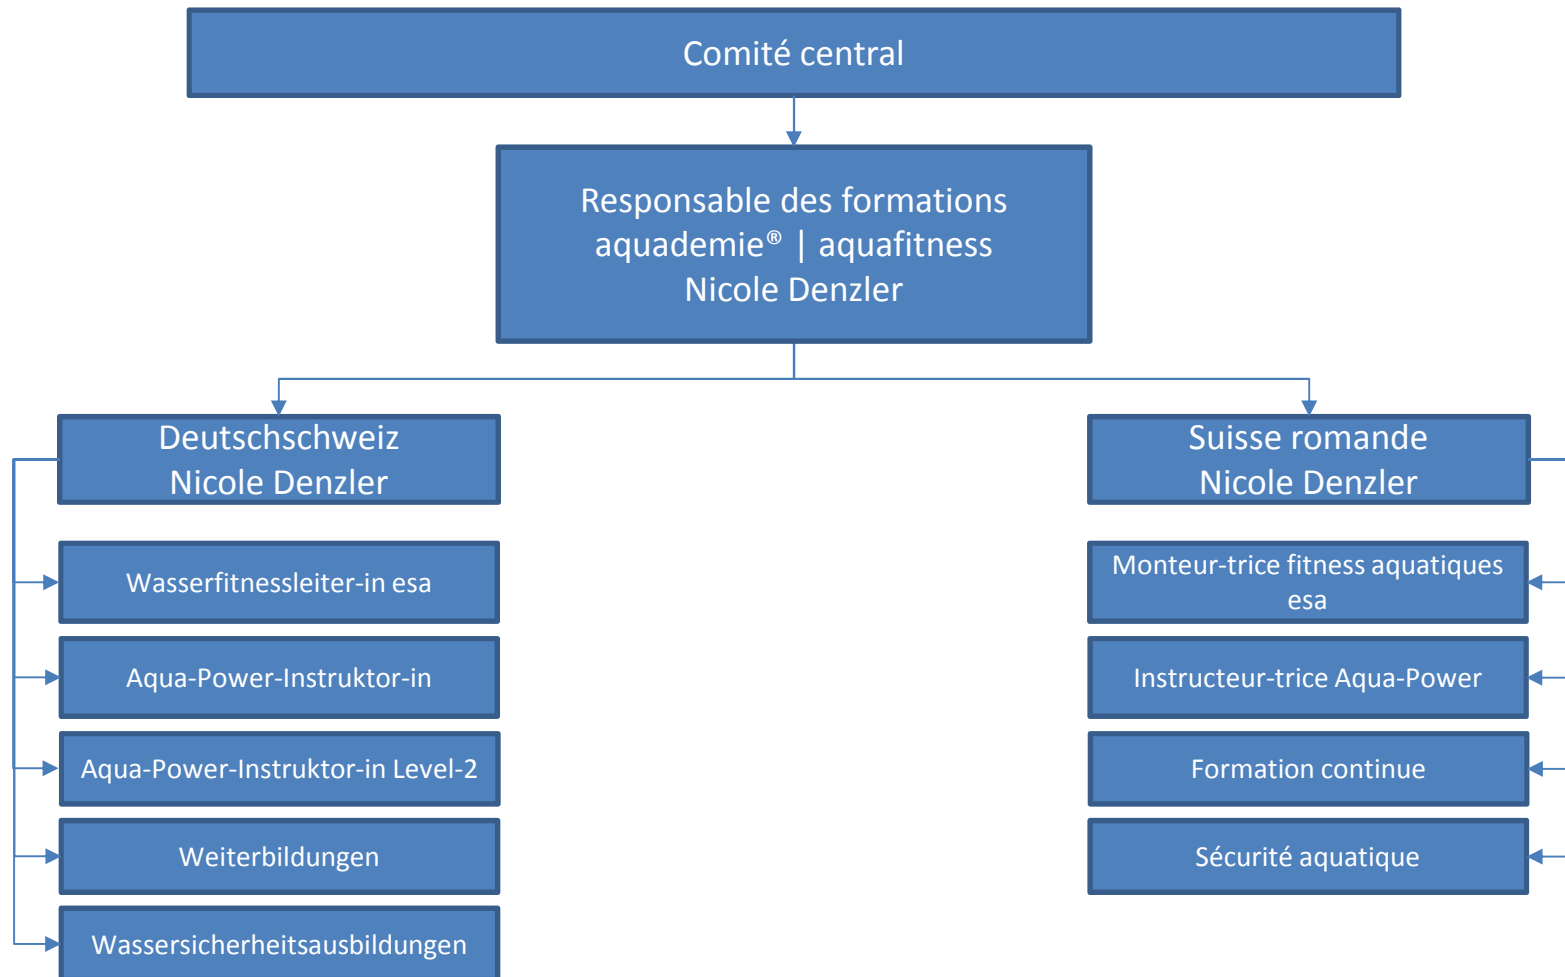 Comité central
Responsable des formations
aquademie® | aquafitness
Nicole Denzler
Deutschschweiz
Nicole Denzler
Wasserfitnessleiter-in esa
Aqua-Power-Instruktor-in
Aqua-Power-Instruktor-in Level-2
Weiterbildungen
Wassersicherheitsausbildungen
Suisse romande
Nicole Denzler
Monteur-trice fitness aquatiques
esa
Instructeur-trice Aqua-Power
Formation continue
Sécurité aquatique